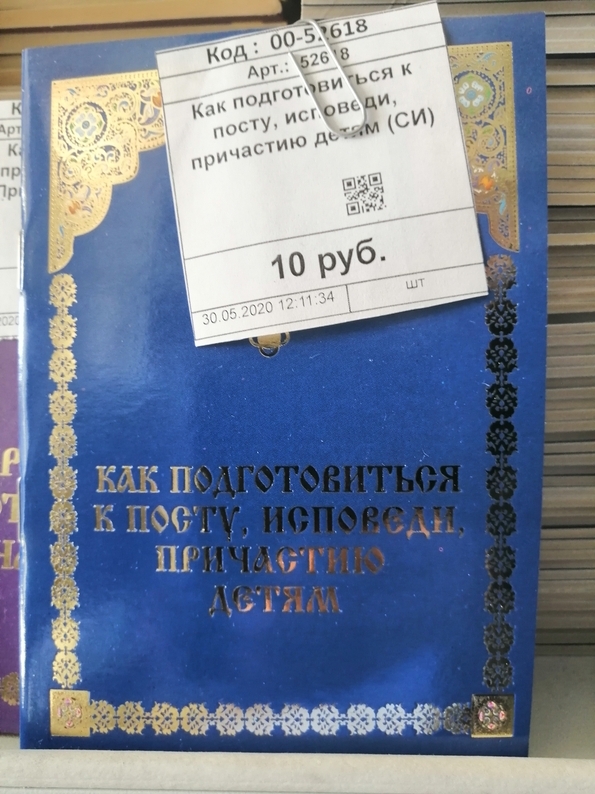 Код : 00-52618
Арт.: 52618
Как подготовиться к
посту, исповеди,
причастию детям (СИ)
10 руб.
30.05.2020 12:11:34
шт
КАК ПОДГОТОВИТЬСЯ
К ПОСТУ, ИСПОВЕДИ,
ПРИЧАСТИЮ
ДЕТЯМ